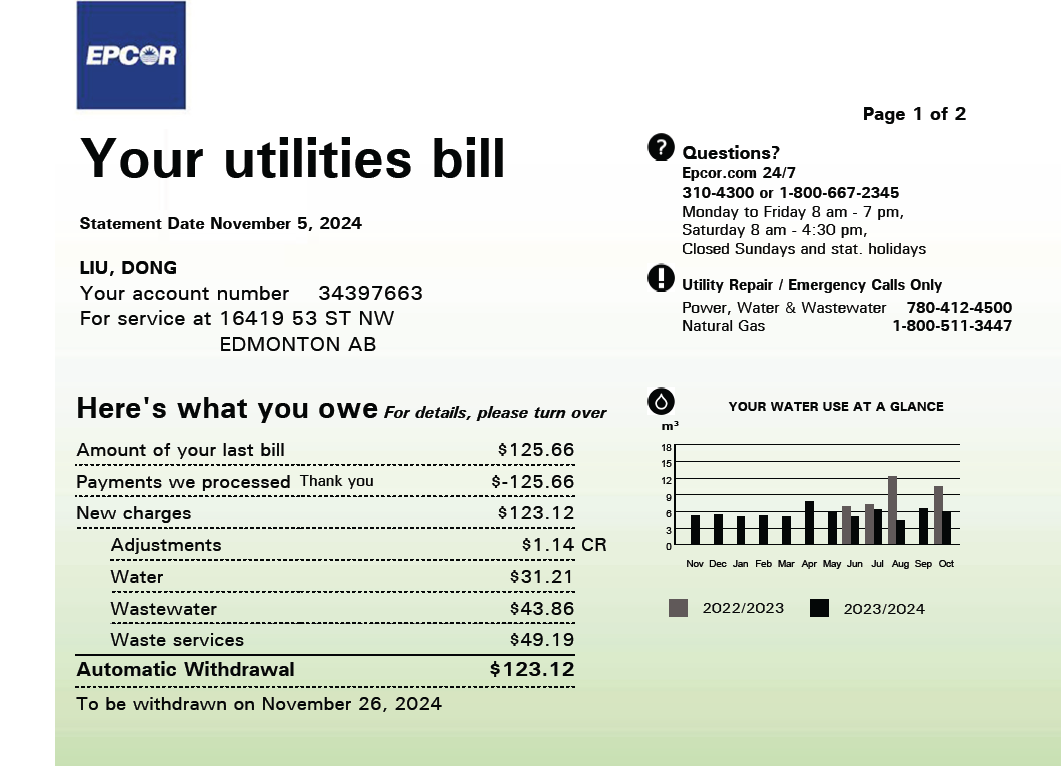 EPCOR
Page 1 of 2
Your utilities bill
Statement Date November 5, 2024
LIU, DONG
Your account number 34397663
For service at 16419 53 ST NW
EDMONTON AB
? Questions?
Epcor.com 24/7
310-4300 or 1-800-667-2345
Monday to Friday 8 am - 7 pm,
Saturday 8 am - 4:30 pm,
Closed Sundays and stat. holidays
! Utility Repair / Emergency Calls Only
Power, Water & Wastewater 780-412-4500
Natural Gas 1-800-511-3447
Here's what you owe For details, please turn over
Amount of your last bill $125.66
Payments we processed Thank you $-125.66
New charges $123.12
Adjustments $1.14 CR
Water $31.21
Wastewater $43.86
Waste services $49.19
Automatic Withdrawal $123.12
To be withdrawn on November 26, 2024
YOUR WATER USE AT A GLANCE
m³
18
15
12
9
6
3
0
Nov Dec Jan Feb Mar Apr May Jun Jul Aug Sep Oct
2022/2023 2023/2024